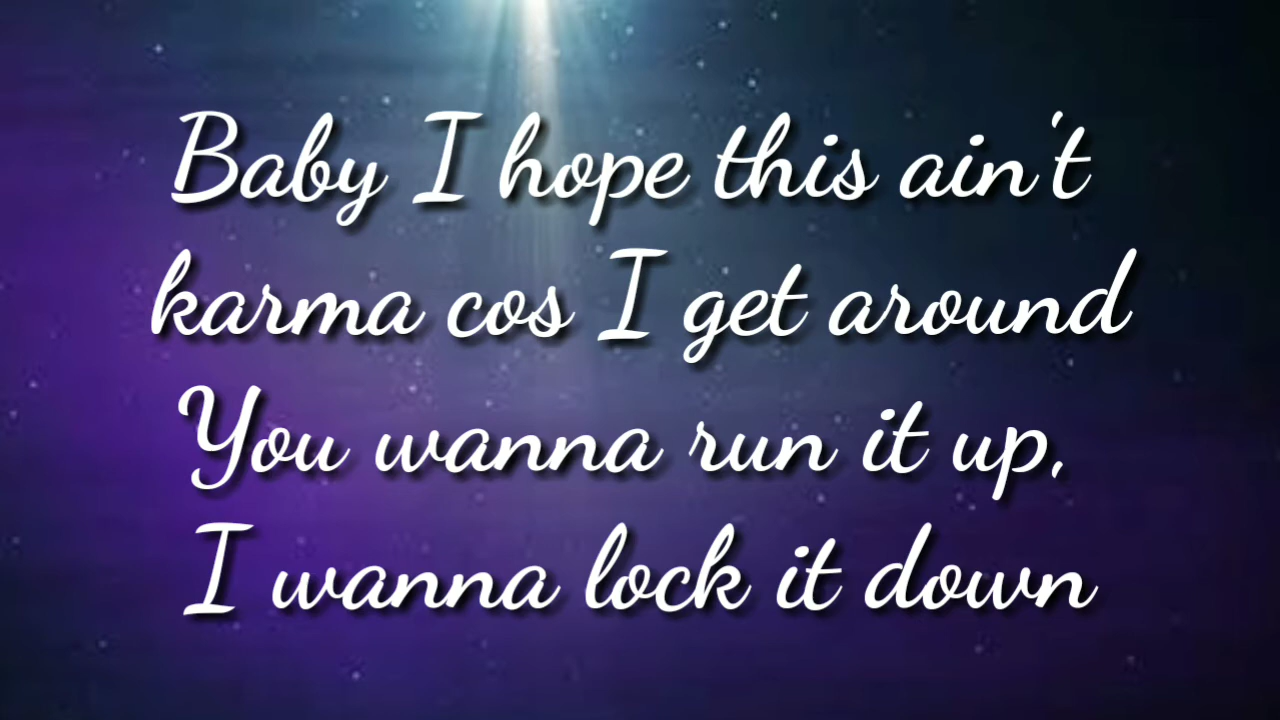 Baby I hope this ain't
karma cos I get around
You wanna run it up,
I wanna lock it down